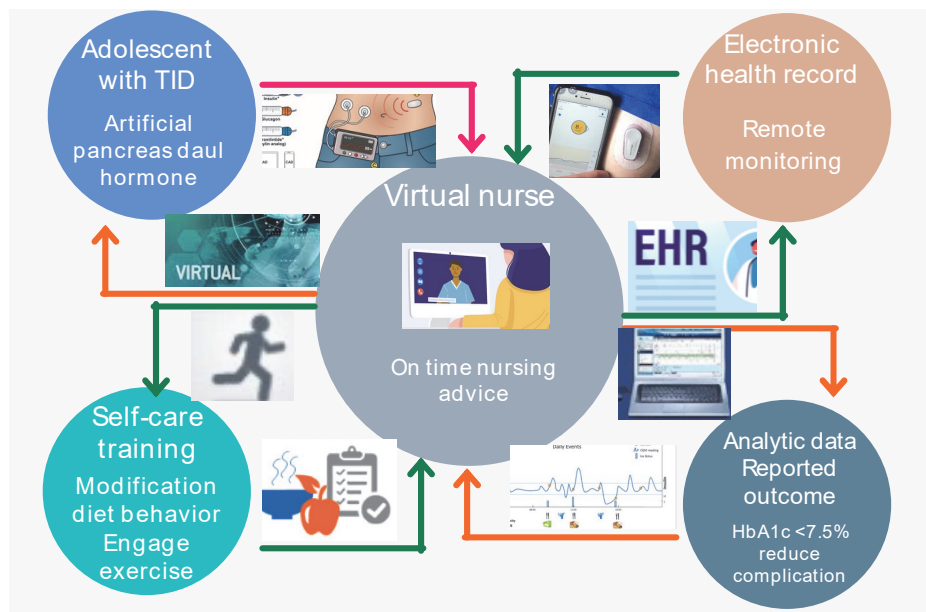 Adolescent
with TID
Artificial
pancreas daul
hormone
Electronic
health record
Remote
monitoring
Virtual nurse
On time nursing
advice
VIRTUAL
EHR
Self-care
training
Modification
diet behavior
Engage
exercise
Daily Events
Analytic data
Reported
outcome
HbA1c <7.5%
reduce
complication